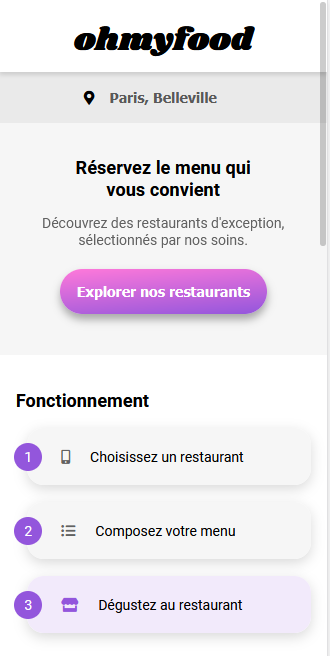 ohmyfood
Paris, Belleville
Réservez le menu qui
vous convient
Découvrez des restaurants d'exception,
sélectionnés par nos soins.
Explorer nos restaurants
Fonctionnement
1 Choisissez un restaurant
2 Composez votre menu
3 Dégustez au restaurant